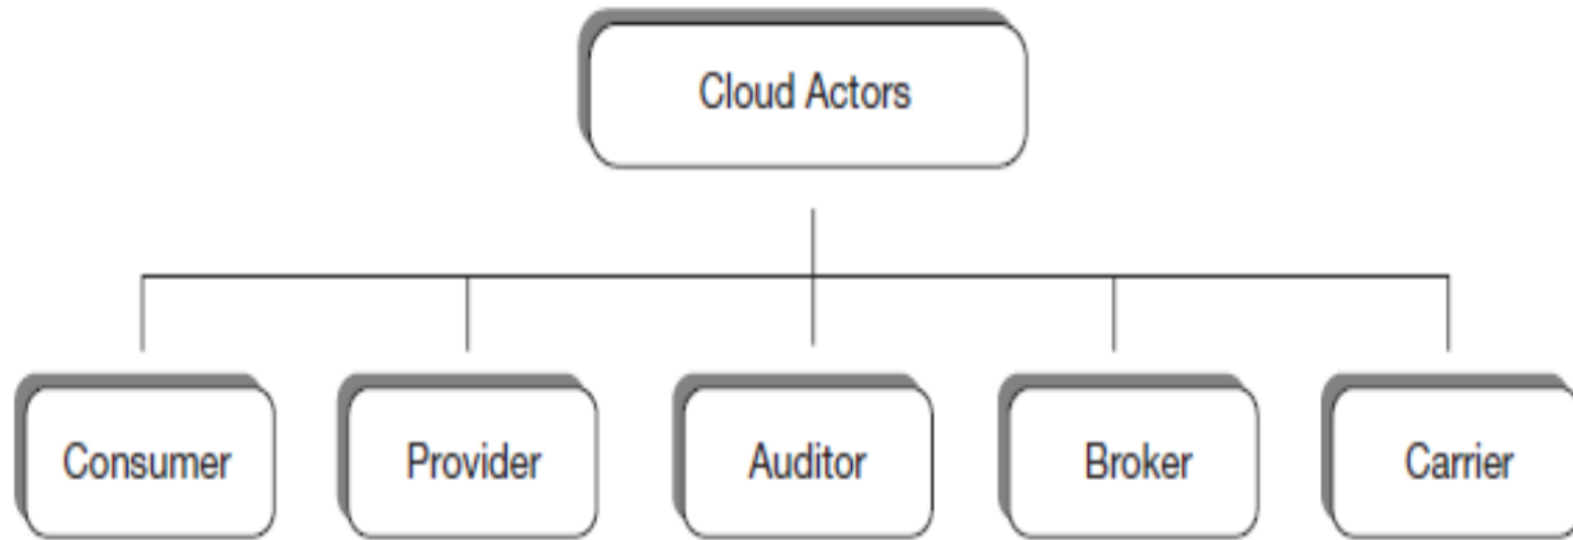 Cloud Actors
Consumer
Provider
Auditor
Broker
Carrier